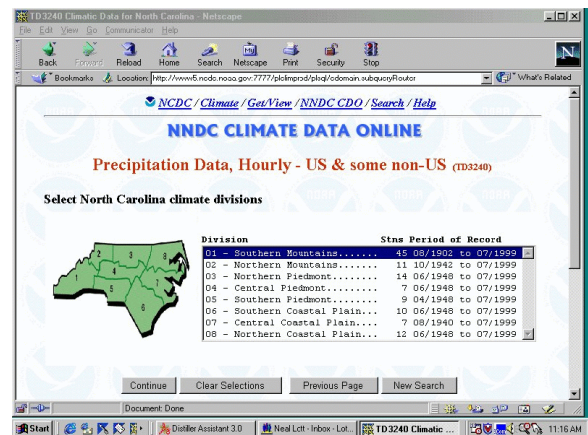 TD3240 Climatic Data for North Carolina - Netscape
File Edit View Go Communicator Help
Back Forward Reload Home Search Netscape Print Security Stop
N
Bookmarks Location: http://www5.ncdc.noaa.gov:7777/plclimprod/plsql/cdomain.subqueryRouter What's Related
NCDC / Climate / Get/View / NNDC CDO / Search / Help
NNDC CLIMATE DATA ONLINE
Precipitation Data, Hourly - US & some non-US (TD3240)
Select North Carolina climate divisions
Division Stns Period of Record
01 - Southern Mountains....... 45 08/1902 to 07/1999
02 - Northern Mountains....... 11 10/1942 to 07/1999
03 - Northern Piedmont........ 14 06/1948 to 07/1999
04 - Central Piedmont........ 7 06/1948 to 07/1999
05 - Southern Piedmont........ 9 04/1948 to 07/1999
06 - Southern Coastal Plain... 10 06/1948 to 07/1999
07 - Central Coastal Plain.... 7 08/1940 to 07/1999
08 - Northern Coastal Plain... 12 06/1948 to 07/1999
1 2 3 4 5 6 7 8
Continue Clear Selections Previous Page New Search
Document: Done
Start Distiller Assistant 3.0 Neal Lott - Inbox - Lot... TD3240 Climatic ... 11:16 AM